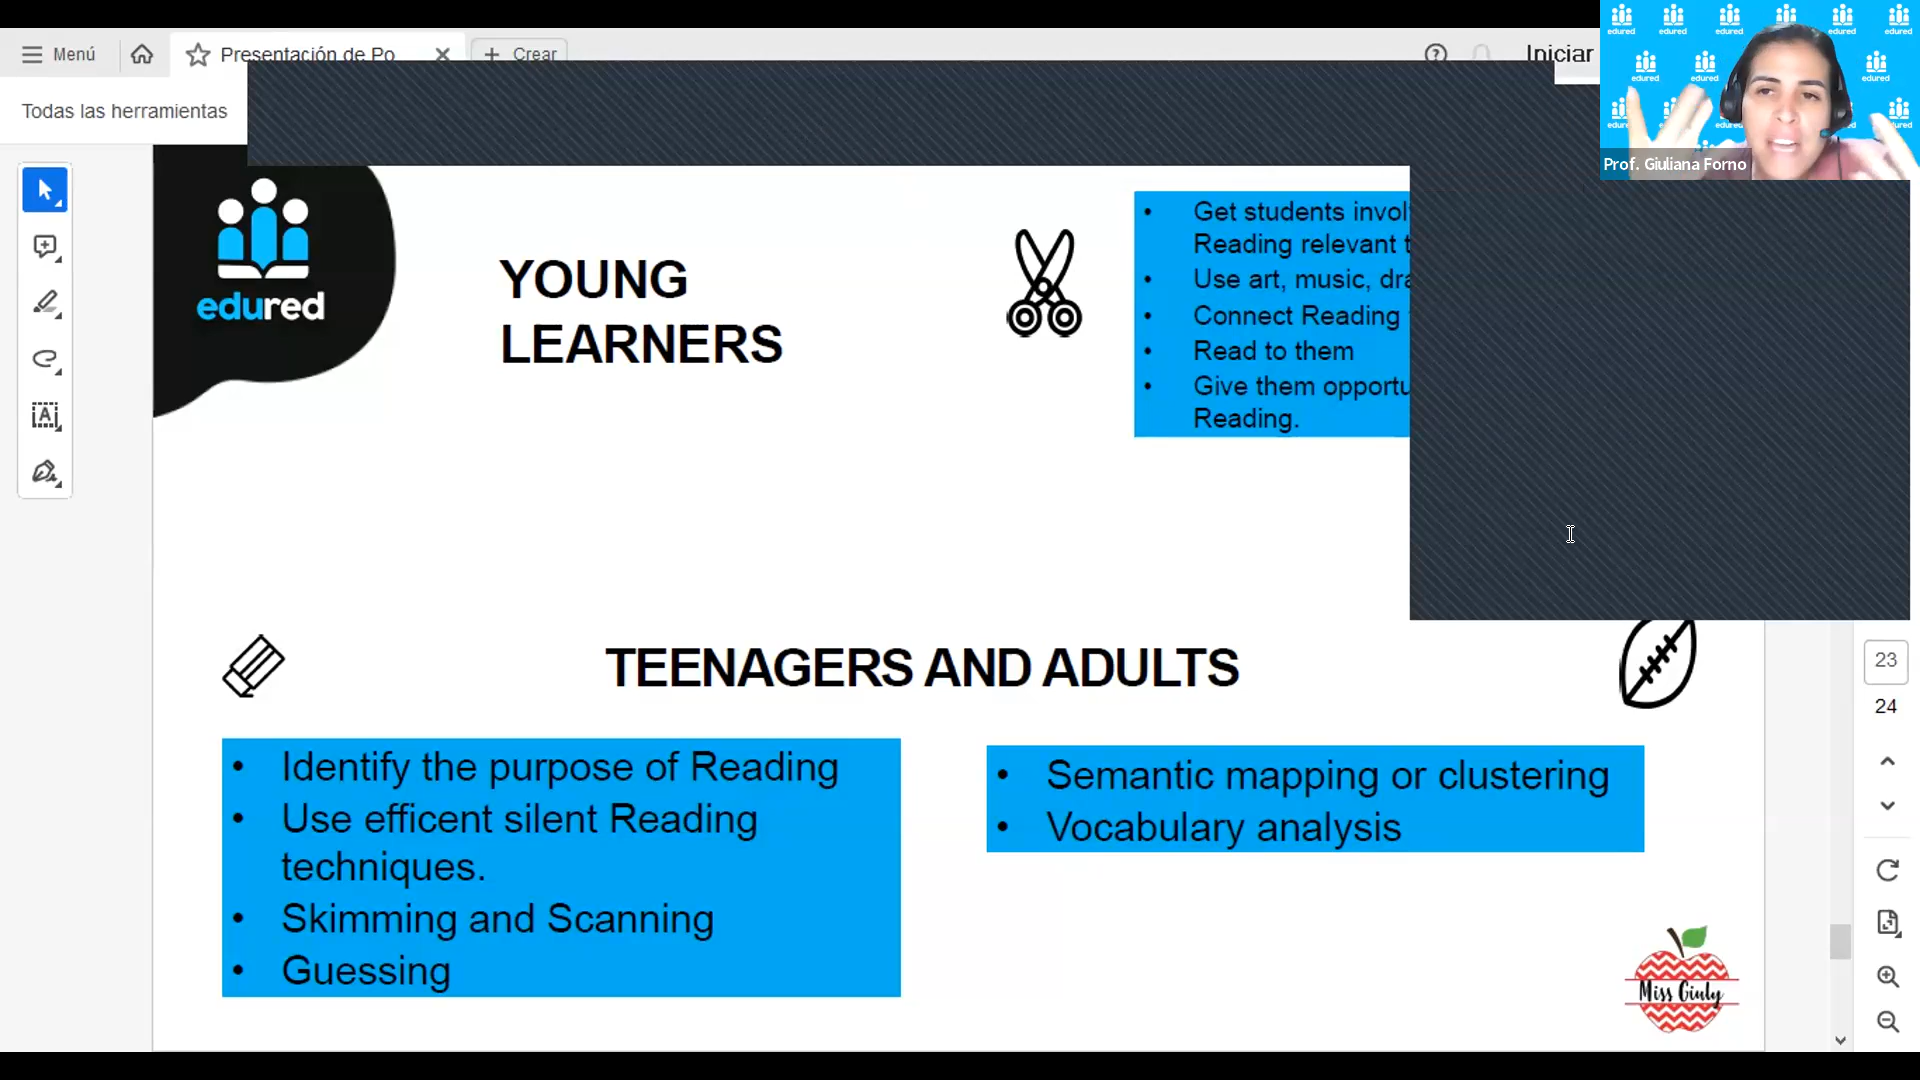 Menú
Presentación de Po
Crear
Iniciar
Todas las herramientas
Prof. Giuliana Forno
edured
YOUNG
LEARNERS
• Get students
Reading relevant
• Use art, music,
• Connect Reading
• Read to them
• Give them
Reading.
TEENAGERS AND ADULTS
• Identify the purpose of Reading
• Use efficent silent Reading
techniques.
• Skimming and Scanning
• Guessing
• Semantic mapping or clustering
• Vocabulary analysis
Miss Giuly
23
24